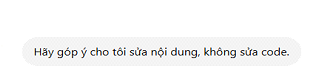 Hãy góp ý cho tôi sửa nội dung, không sửa code.